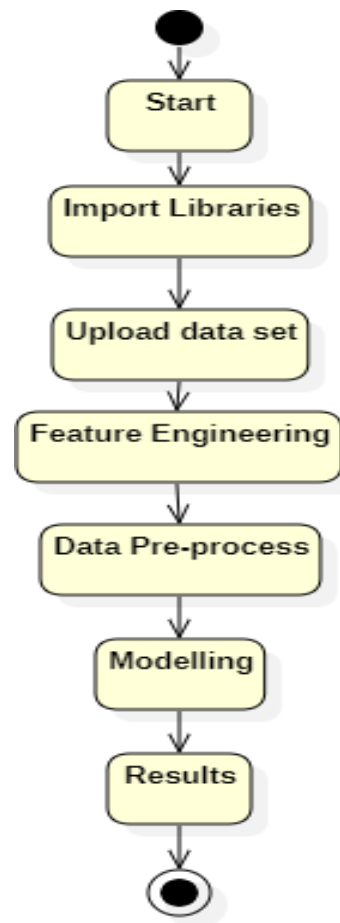 Start
Import Libraries
Upload data set
Feature Engineering
Data Pre-process
Modelling
Results